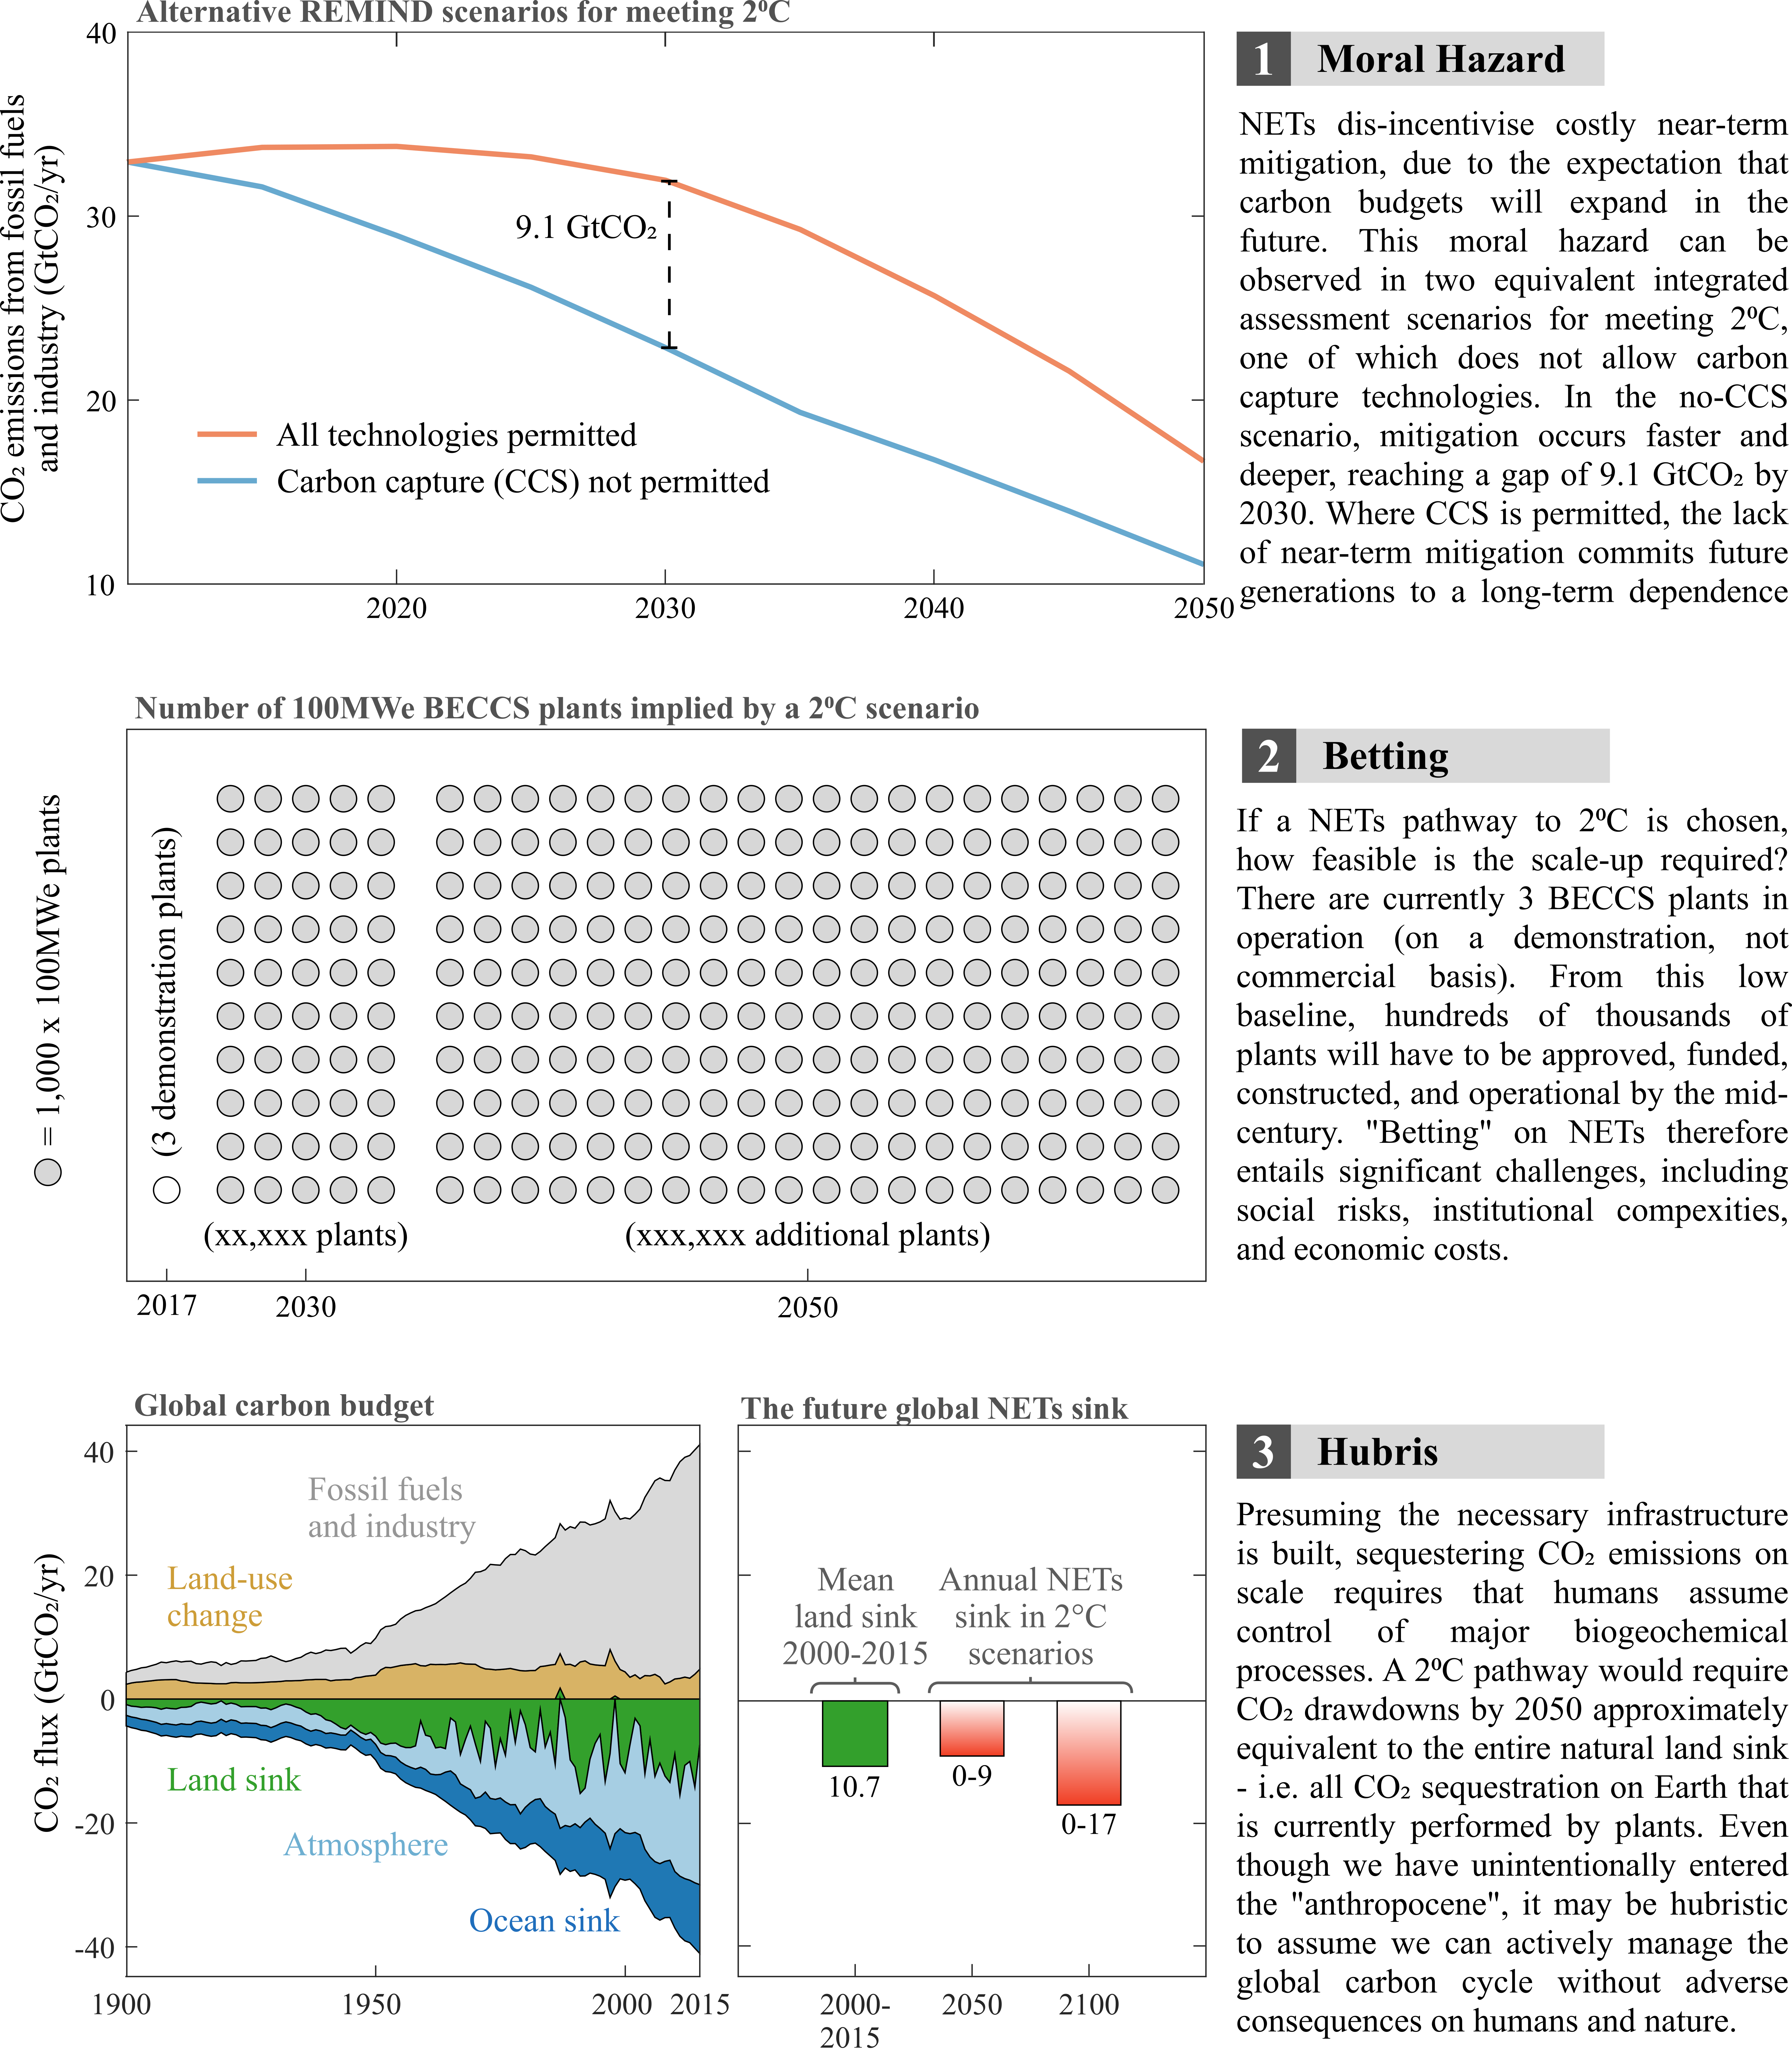 Alternative REMIND scenarios for meeting 2ºC
CO₂ emissions from fossil fuels
and industry (GtCO₂/yr)
40
30
20
10
9.1 GtCO₂
All technologies permitted
Carbon capture (CCS) not permitted
2020
2030
2040
2050
1 Moral Hazard
NETs dis-incentivise costly near-term
mitigation, due to the expectation that
carbon budgets will expand in the
future. This moral hazard can be
observed in two equivalent integrated
assessment scenarios for meeting 2ºC,
one of which does not allow carbon
capture technologies. In the no-CCS
scenario, mitigation occurs faster and
deeper, reaching a gap of 9.1 GtCO₂ by
2030. Where CCS is permitted, the lack
of near-term mitigation commits future
generations to a long-term dependence
Number of 100MWe BECCS plants implied by a 2ºC scenario
= 1,000 x 100MWe plants
(3 demonstration plants)
(xx,xxx plants)
(xxx,xxx additional plants)
2017
2030
2050
2 Betting
If a NETs pathway to 2ºC is chosen,
how feasible is the scale-up required?
There are currently 3 BECCS plants in
operation (on a demonstration, not
commercial basis). From this low
baseline, hundreds of thousands of
plants will have to be approved, funded,
constructed, and operational by the mid-
century. "Betting" on NETs therefore
entails significant challenges, including
social risks, institutional compexities,
and economic costs.
Global carbon budget
CO₂ flux (GtCO₂/yr)
40
20
0
-20
-40
Fossil fuels
and industry
Land-use
change
Land sink
Atmosphere
Ocean sink
1900
1950
2000
2015
The future global NETs sink
Mean
land sink
2000-2015
Annual NETs
sink in 2°C
scenarios
10.7
0-9
0-17
2000-
2015
2050
2100
3 Hubris
Presuming the necessary infrastructure
is built, sequestering CO₂ emissions on
scale requires that humans assume
control of major biogeochemical
processes. A 2ºC pathway would require
CO₂ drawdowns by 2050 approximately
equivalent to the entire natural land sink
- i.e. all CO₂ sequestration on Earth that
is currently performed by plants. Even
though we have unintentionally entered
the "anthropocene", it may be hubristic
to assume we can actively manage the
global carbon cycle without adverse
consequences on humans and nature.